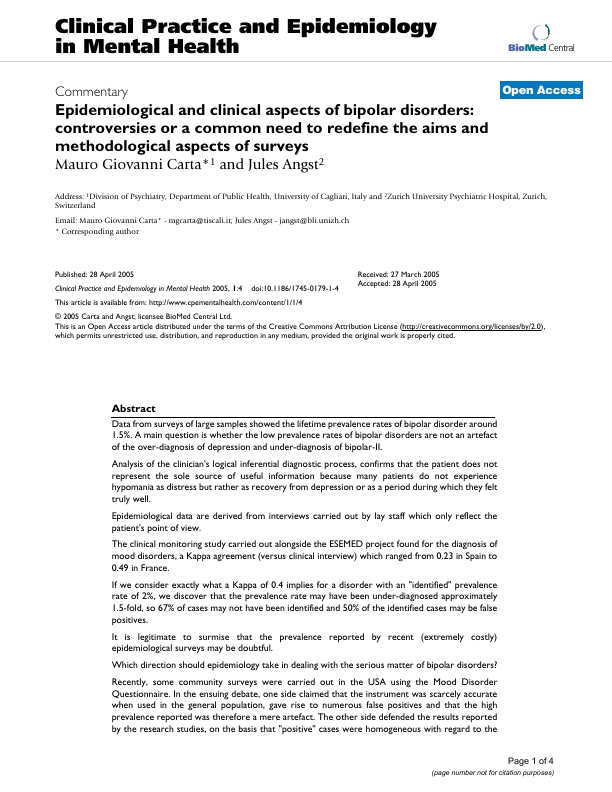 Clinical Practice and Epidemiology
in Mental Health
BioMed Central
Commentary
Open Access
Epidemiological and clinical aspects of bipolar disorders:
controversies or a common need to redefine the aims and
methodological aspects of surveys
Mauro Giovanni Carta*1 and Jules Angst2
Address: 1Division of Psychiatry, Department of Public Health, University of Cagliari, Italy and 2Zurich University Psychiatric Hospital, Zurich,
Switzerland
Email: Mauro Giovanni Carta* - mgcarta@tiscali.it; Jules Angst - jangst@bli.unizh.ch
* Corresponding author
Published: 28 April 2005
Clinical Practice and Epidemiology in Mental Health 2005, 1:4 doi:10.1186/1745-0179-1-4
This article is available from: http://www.cpementalhealth.com/content/1/1/4
Received: 27 March 2005
Accepted: 28 April 2005
© 2005 Carta and Angst; licensee BioMed Central Ltd.
This is an Open Access article distributed under the terms of the Creative Commons Attribution License (http://creativecommons.org/licenses/by/2.0),
which permits unrestricted use, distribution, and reproduction in any medium, provided the original work is properly cited.
Abstract
Data from surveys of large samples showed the lifetime prevalence rates of bipolar disorder around
1.5%. A main question is whether the low prevalence rates of bipolar disorders are not an artefact
of the over-diagnosis of depression and under-diagnosis of bipolar-II.
Analysis of the clinician's logical inferential diagnostic process, confirms that the patient does not
represent the sole source of useful information because many patients do not experience
hypomania as distress but rather as recovery from depression or as a period during which they felt
truly well.
Epidemiological data are derived from interviews carried out by lay staff which only reflect the
patient's point of view.
The clinical monitoring study carried out alongside the ESEMED project found for the diagnosis of
mood disorders, a Kappa agreement (versus clinical interview) which ranged from 0.23 in Spain to
0.49 in France.
If we consider exactly what a Kappa of 0.4 implies for a disorder with an "identified" prevalence
rate of 2%, we discover that the prevalence rate may have been under-diagnosed approximately
1.5-fold, so 67% of cases may not have been identified and 50% of the identified cases may be false
positives.
It is legitimate to surmise that the prevalence reported by recent (extremely costly)
epidemiological surveys may be doubtful.
Which direction should epidemiology take in dealing with the serious matter of bipolar disorders?
Recently, some community surveys were carried out in the USA using the Mood Disorder
Questionnaire. In the ensuing debate, one side claimed that the instrument was scarcely accurate
when used in the general population, gave rise to numerous false positives and that the high
prevalence reported was therefore a mere artefact. The other side defended the results reported
by the research studies, on the basis that "positive" cases were homogeneous with regard to the
Page 1 of 4
(page number not for citation purposes)